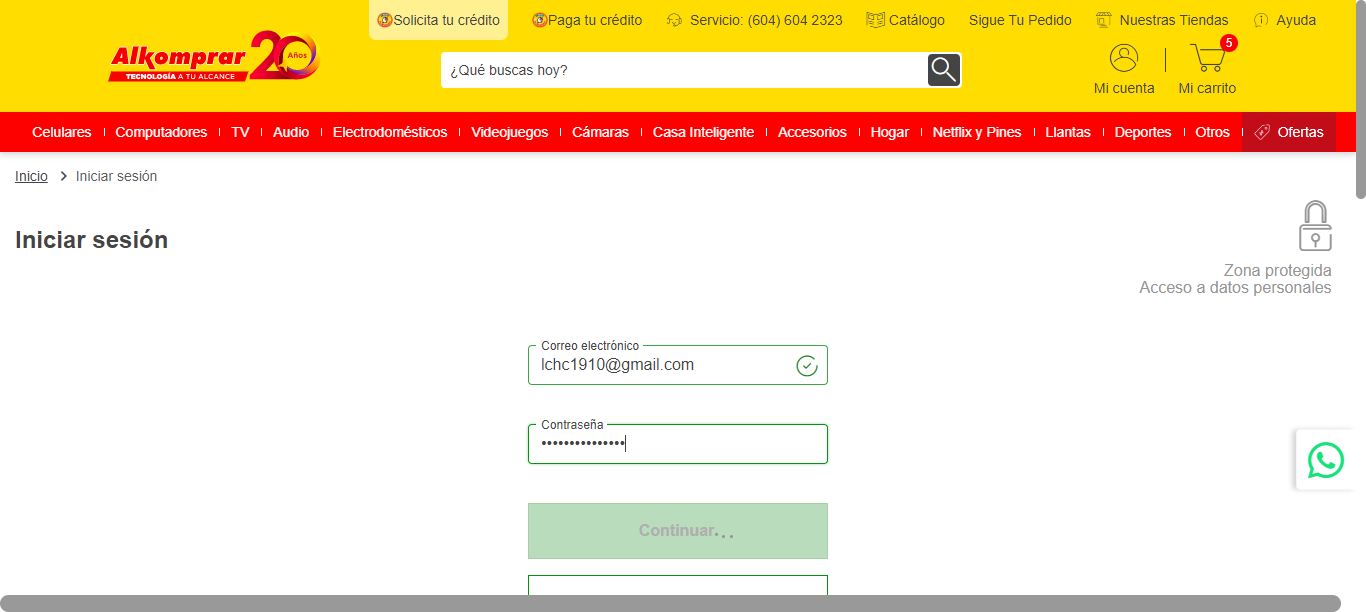 Solicita tu crédito
Paga tu crédito
Servicio: (604) 604 2323
Catálogo
Sigue Tu Pedido
Nuestras Tiendas
Ayuda
Alkomprar 20 Años
TECNOLOGÍA A TU ALCANCE
¿Qué buscas hoy?
5
Mi cuenta
Mi carrito
Celulares
Computadores
TV
Audio
Electrodomésticos
Videojuegos
Cámaras
Casa Inteligente
Accesorios
Hogar
Netflix y Pines
Llantas
Deportes
Otros
Ofertas
Inicio > Iniciar sesión
Iniciar sesión
Zona protegida
Acceso a datos personales
Correo electrónico
lchc1910@gmail.com
Contraseña
•••••••••••••••
Continuar...